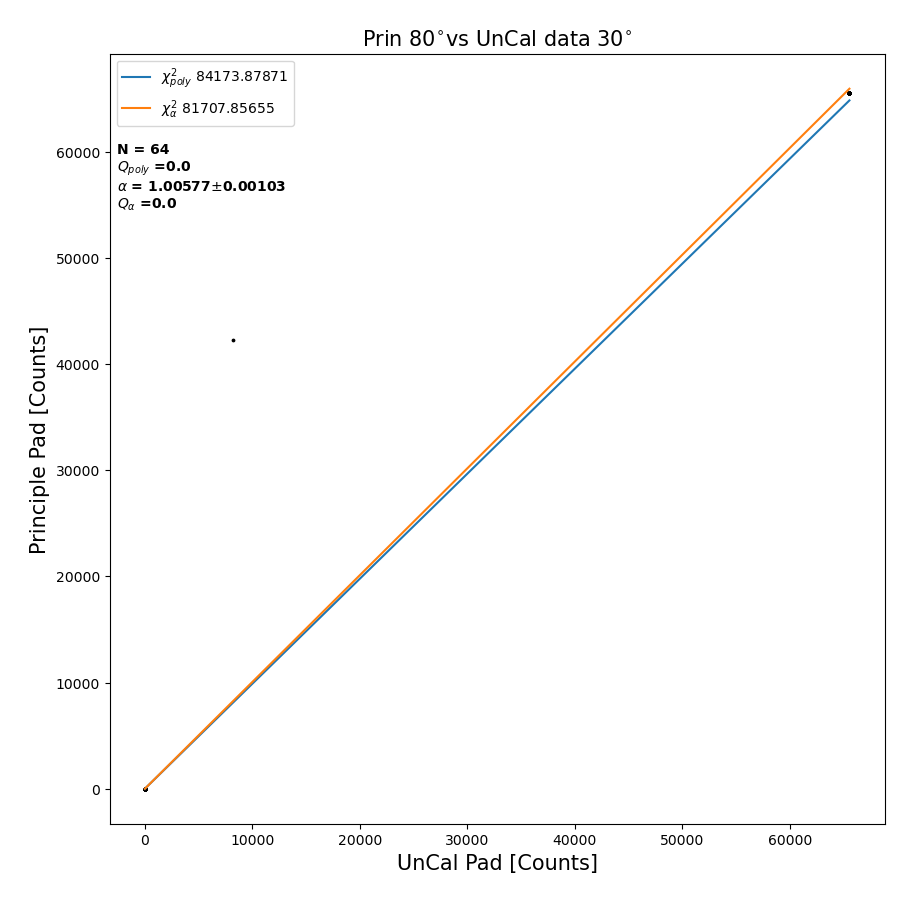 Prin 80°vs UnCal data 30°
χ²poly 84173.87871
χ²α 81707.85655
N = 64
Qpoly =0.0
α = 1.00577±0.00103
Qα =0.0
60000
50000
40000
30000
20000
10000
0
Principle Pad [Counts]
0 10000 20000 30000 40000 50000 60000
UnCal Pad [Counts]